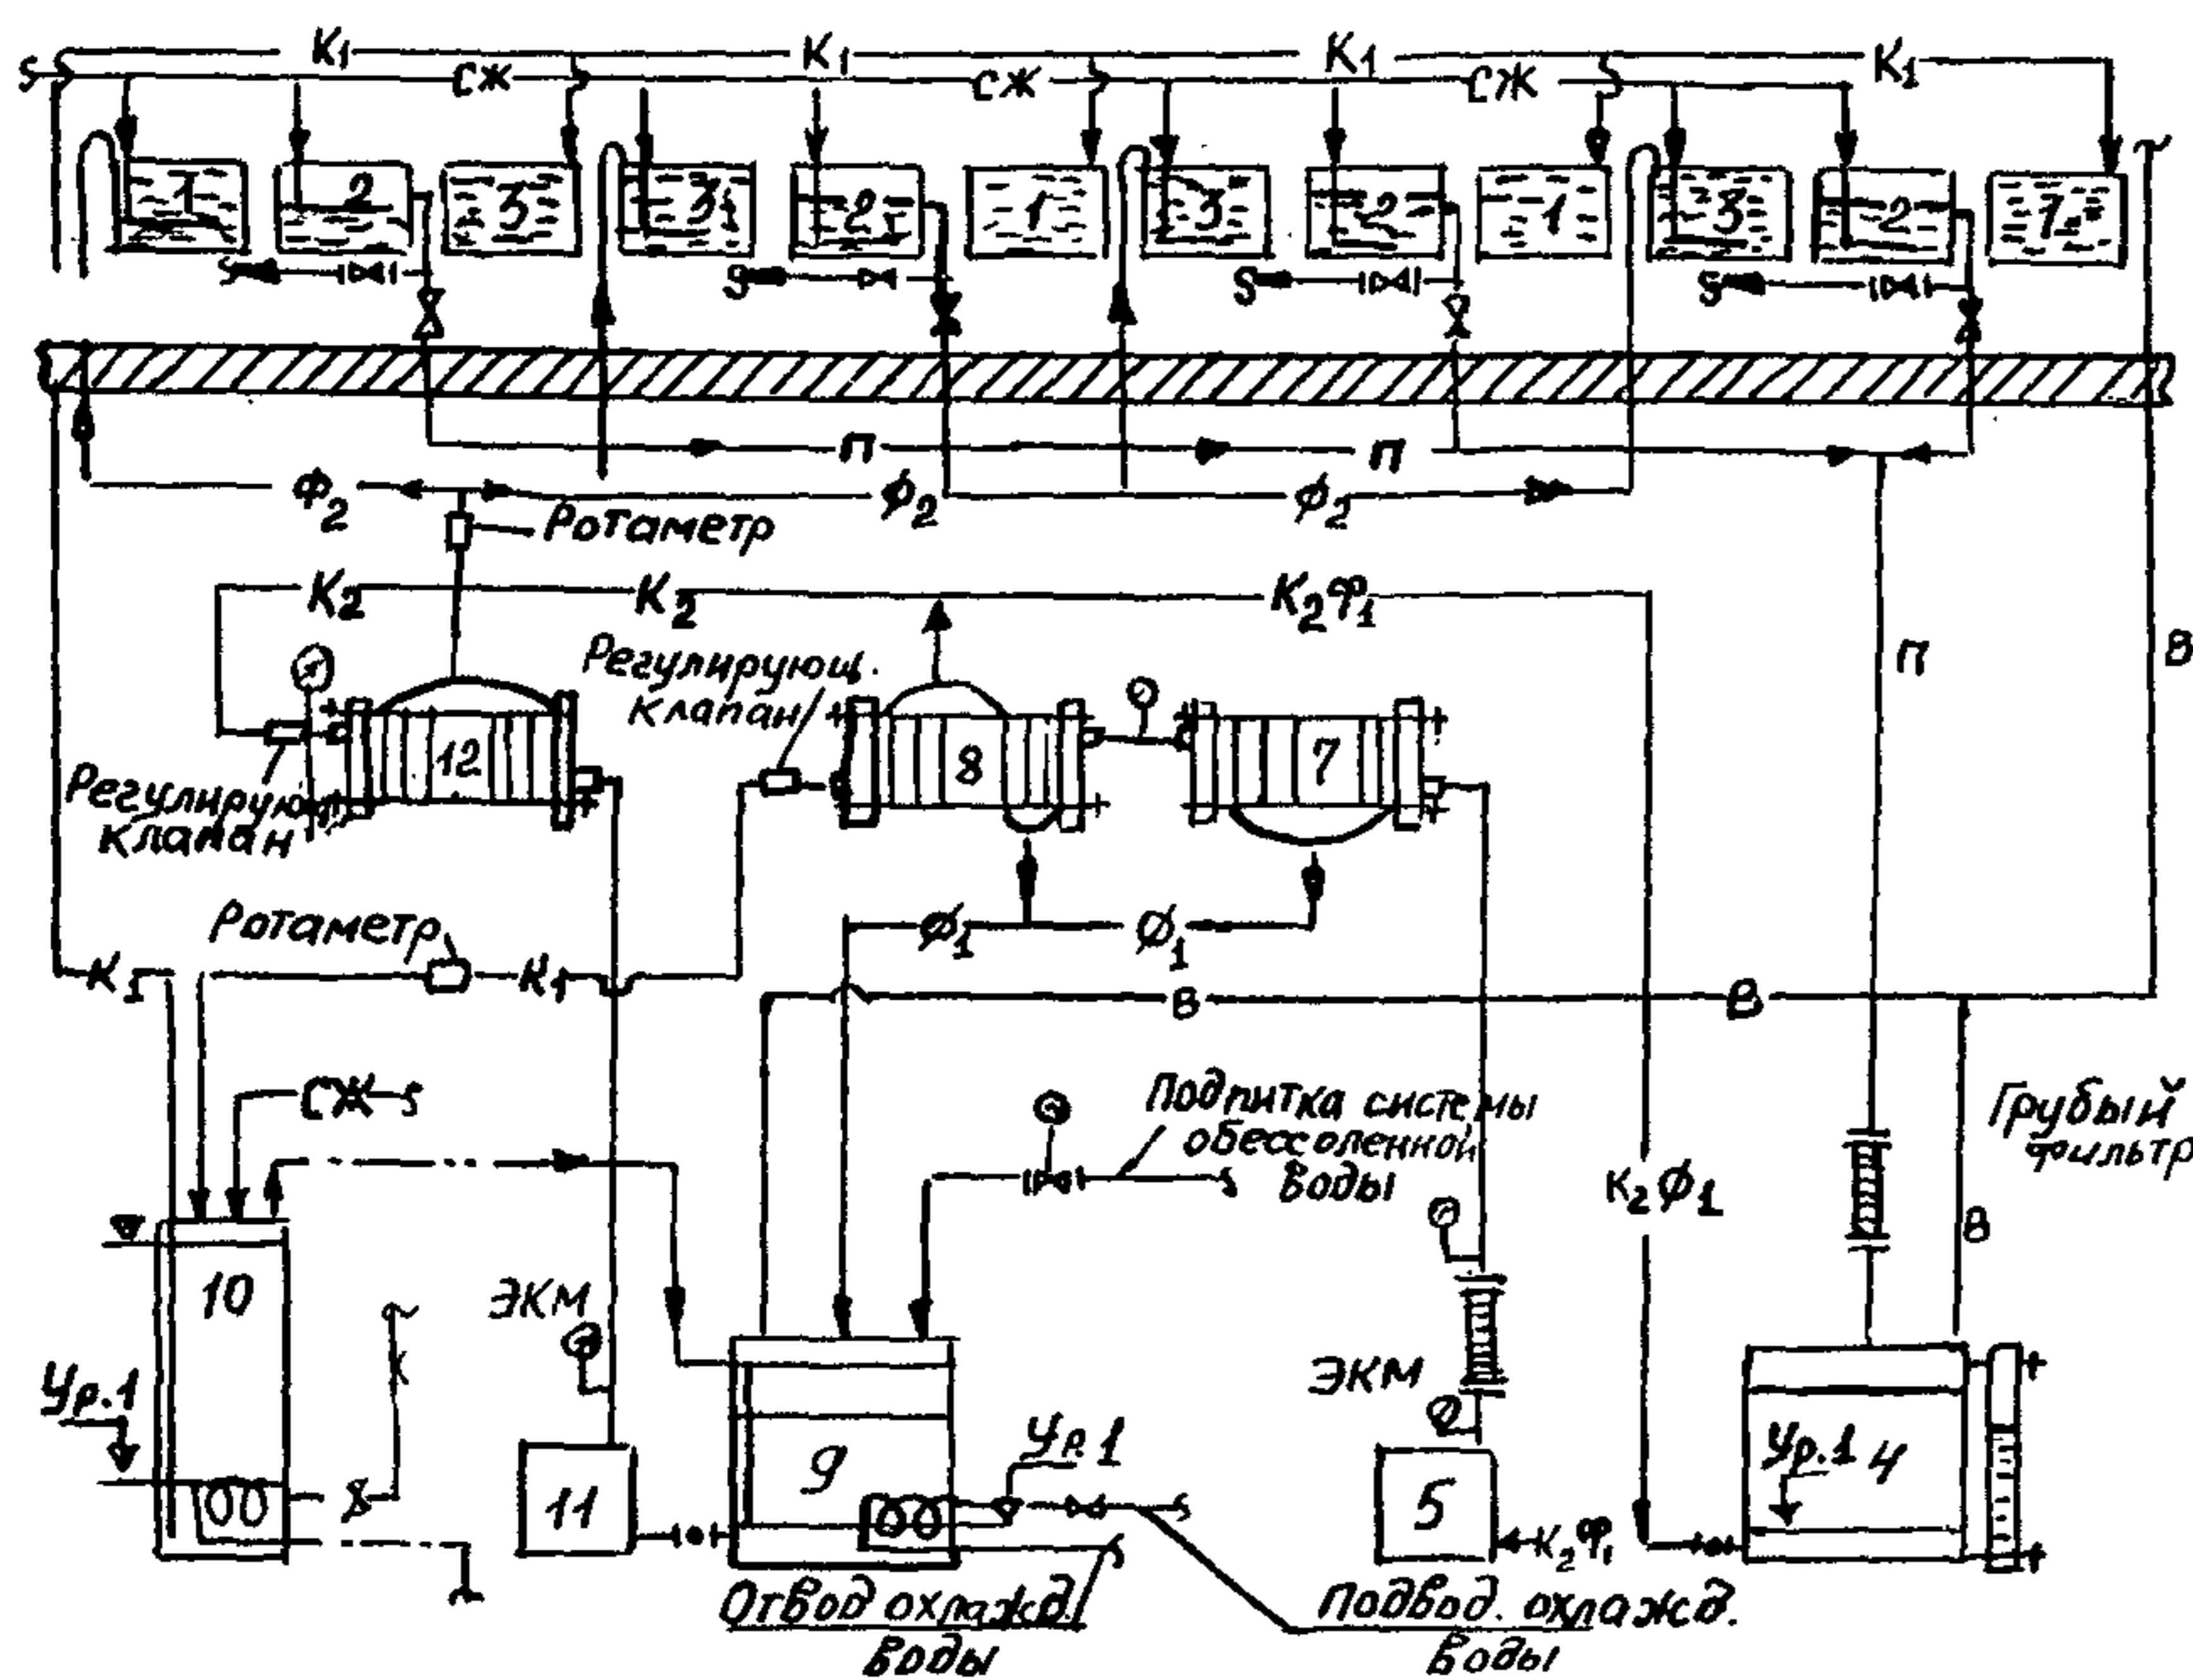 К1 К1 К1 К1
СЖ СЖ СЖ
1 2 3 3 2 1 3 2 1 3 2 1
П П
Ф2 Ф2 Ф2
Ротаметр
К2 К2 К2Ф1
П В
Регулирующ.
клапан
12 8 7
Регулирующ
клапан
Ротаметр
Ф1 Ф1
К1 К1
В В
СЖ
Подпитка системы
обессоленной
воды
Грубый
фильтр
К2Ф1
В
10
ЭКМ
ЭКМ
Ур.1
Ур.1
Ур.1 4
9
11
5
К2Ф1
Отвод охлажд.
воды
Подвод. охлажд.
воды